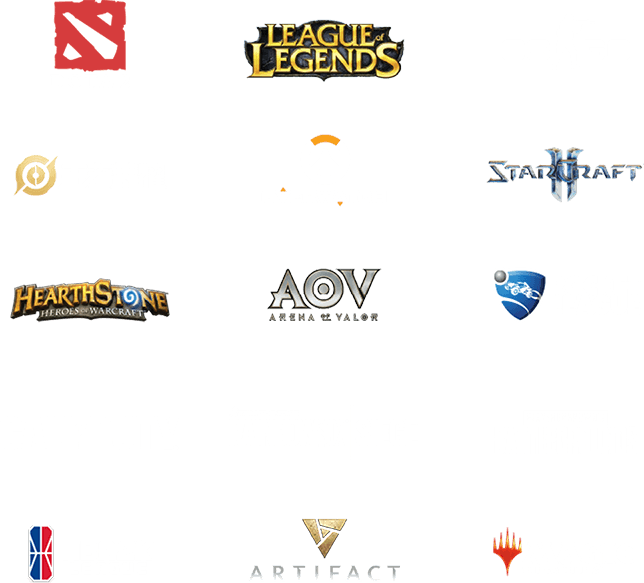 LEAGUE of
LEGENDS
STARCRAFT
II
HEARTHSTONE
HEROES OF WARCRAFT
AOV
ARENA OF VALOR
ARTIFACT